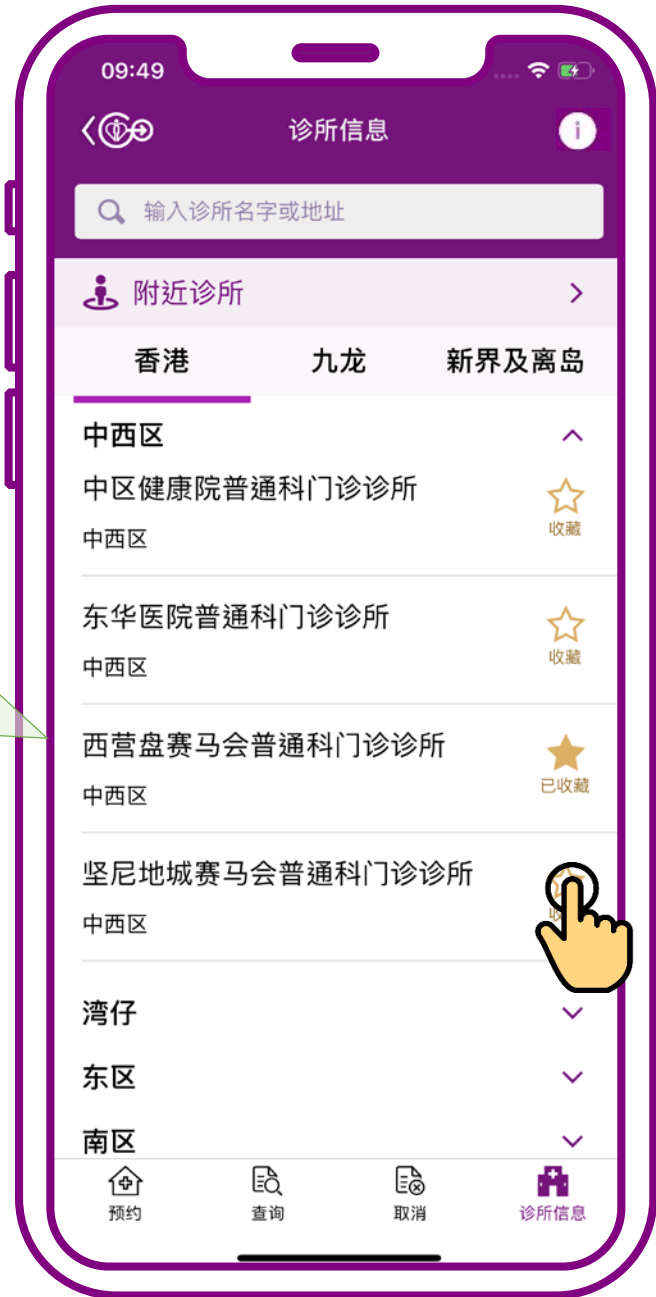 09:49
诊所信息
i
输入诊所名字或地址
附近诊所
香港 九龙 新界及离岛
中西区
中区健康院普通科门诊诊所
收藏
中西区
东华医院普通科门诊诊所
收藏
中西区
西营盘赛马会普通科门诊诊所
已收藏
中西区
坚尼地城赛马会普通科门诊诊所
中西区
湾仔
东区
南区
预约 查询 取消 诊所信息